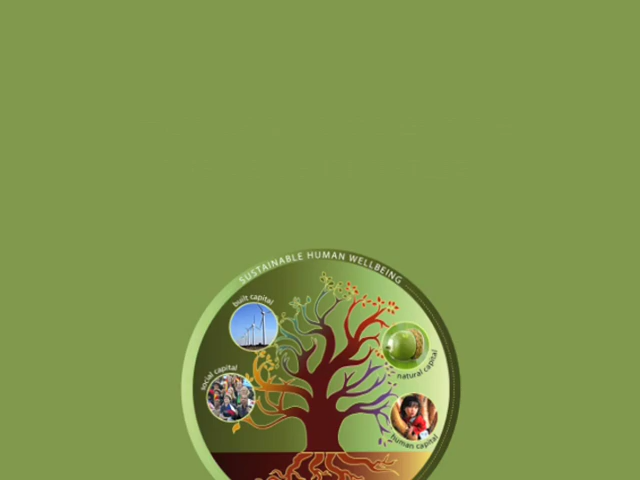 SUSTAINABLE HUMAN WELLBEING
built capital
social capital
natural capital
human capital